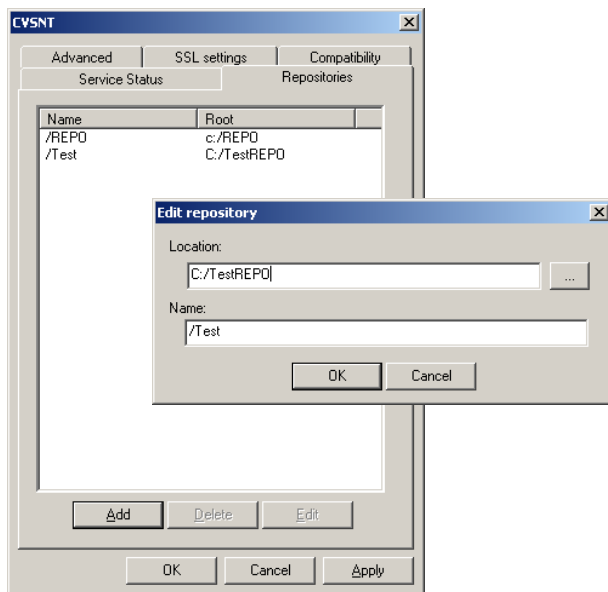 CVSNT
Advanced SSL settings Compatibility
Service Status Repositories
Name Root
/REPO c:/REPO
/Test C:/TestREPO
Edit repository
Location:
C:/TestREPO
...
Name:
/Test
OK Cancel
Add Delete Edit
OK Cancel Apply